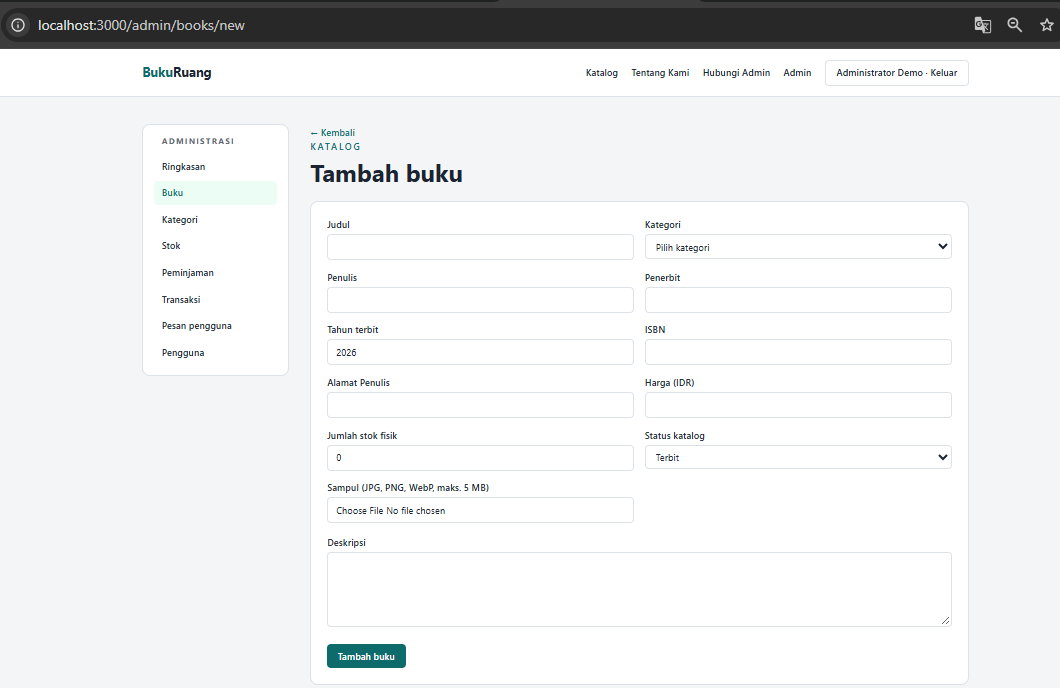 localhost:3000/admin/books/new
BukuRuang
Katalog Tentang Kami Hubungi Admin Admin Administrator Demo · Keluar
ADMINISTRASI
Ringkasan
Buku
Kategori
Stok
Peminjaman
Transaksi
Pesan pengguna
Pengguna
← Kembali
KATALOG
Tambah buku
Judul
Kategori
Pilih kategori
Penulis
Penerbit
Tahun terbit
2026
ISBN
Alamat Penulis
Harga (IDR)
Jumlah stok fisik
0
Status katalog
Terbit
Sampul (JPG, PNG, WebP, maks. 5 MB)
Choose File No file chosen
Deskripsi
Tambah buku